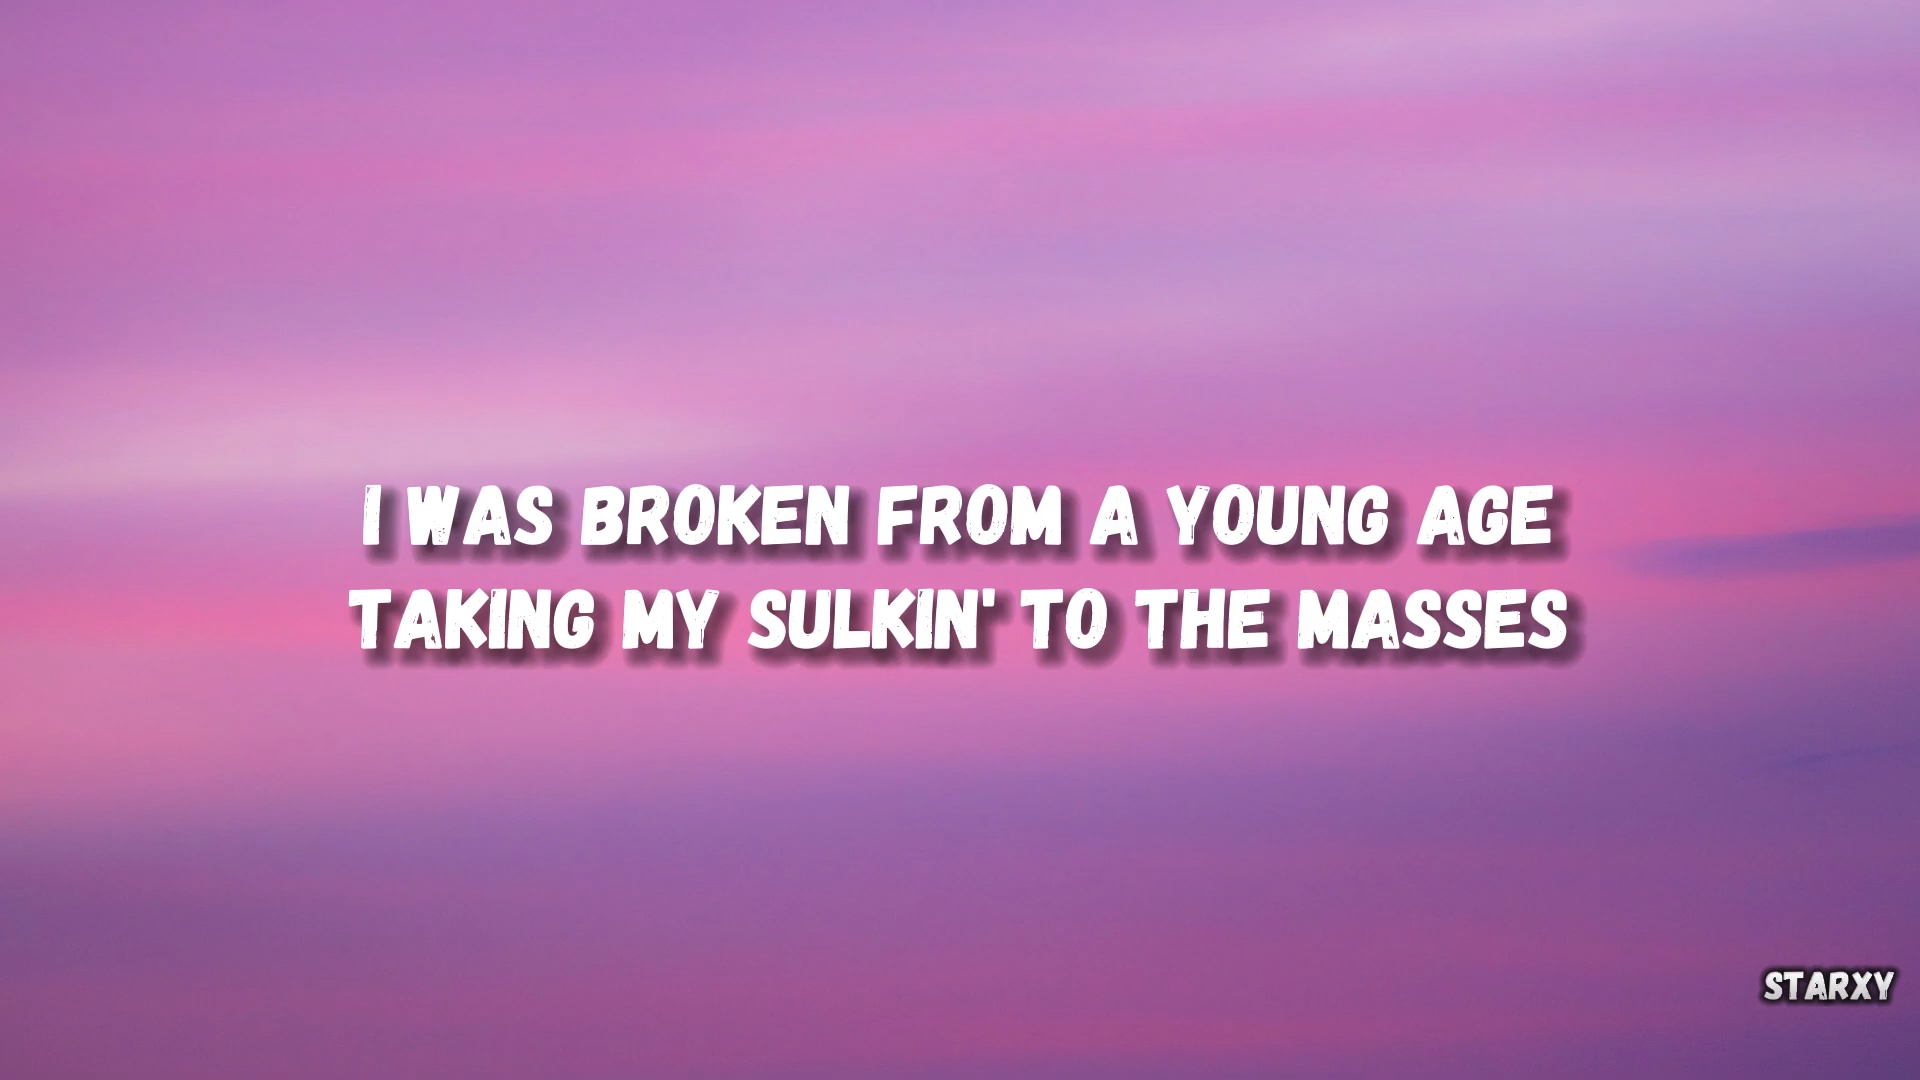 I WAS BROKEN FROM A YOUNG AGE
TAKING MY SULKIN' TO THE MASSES
STARXY